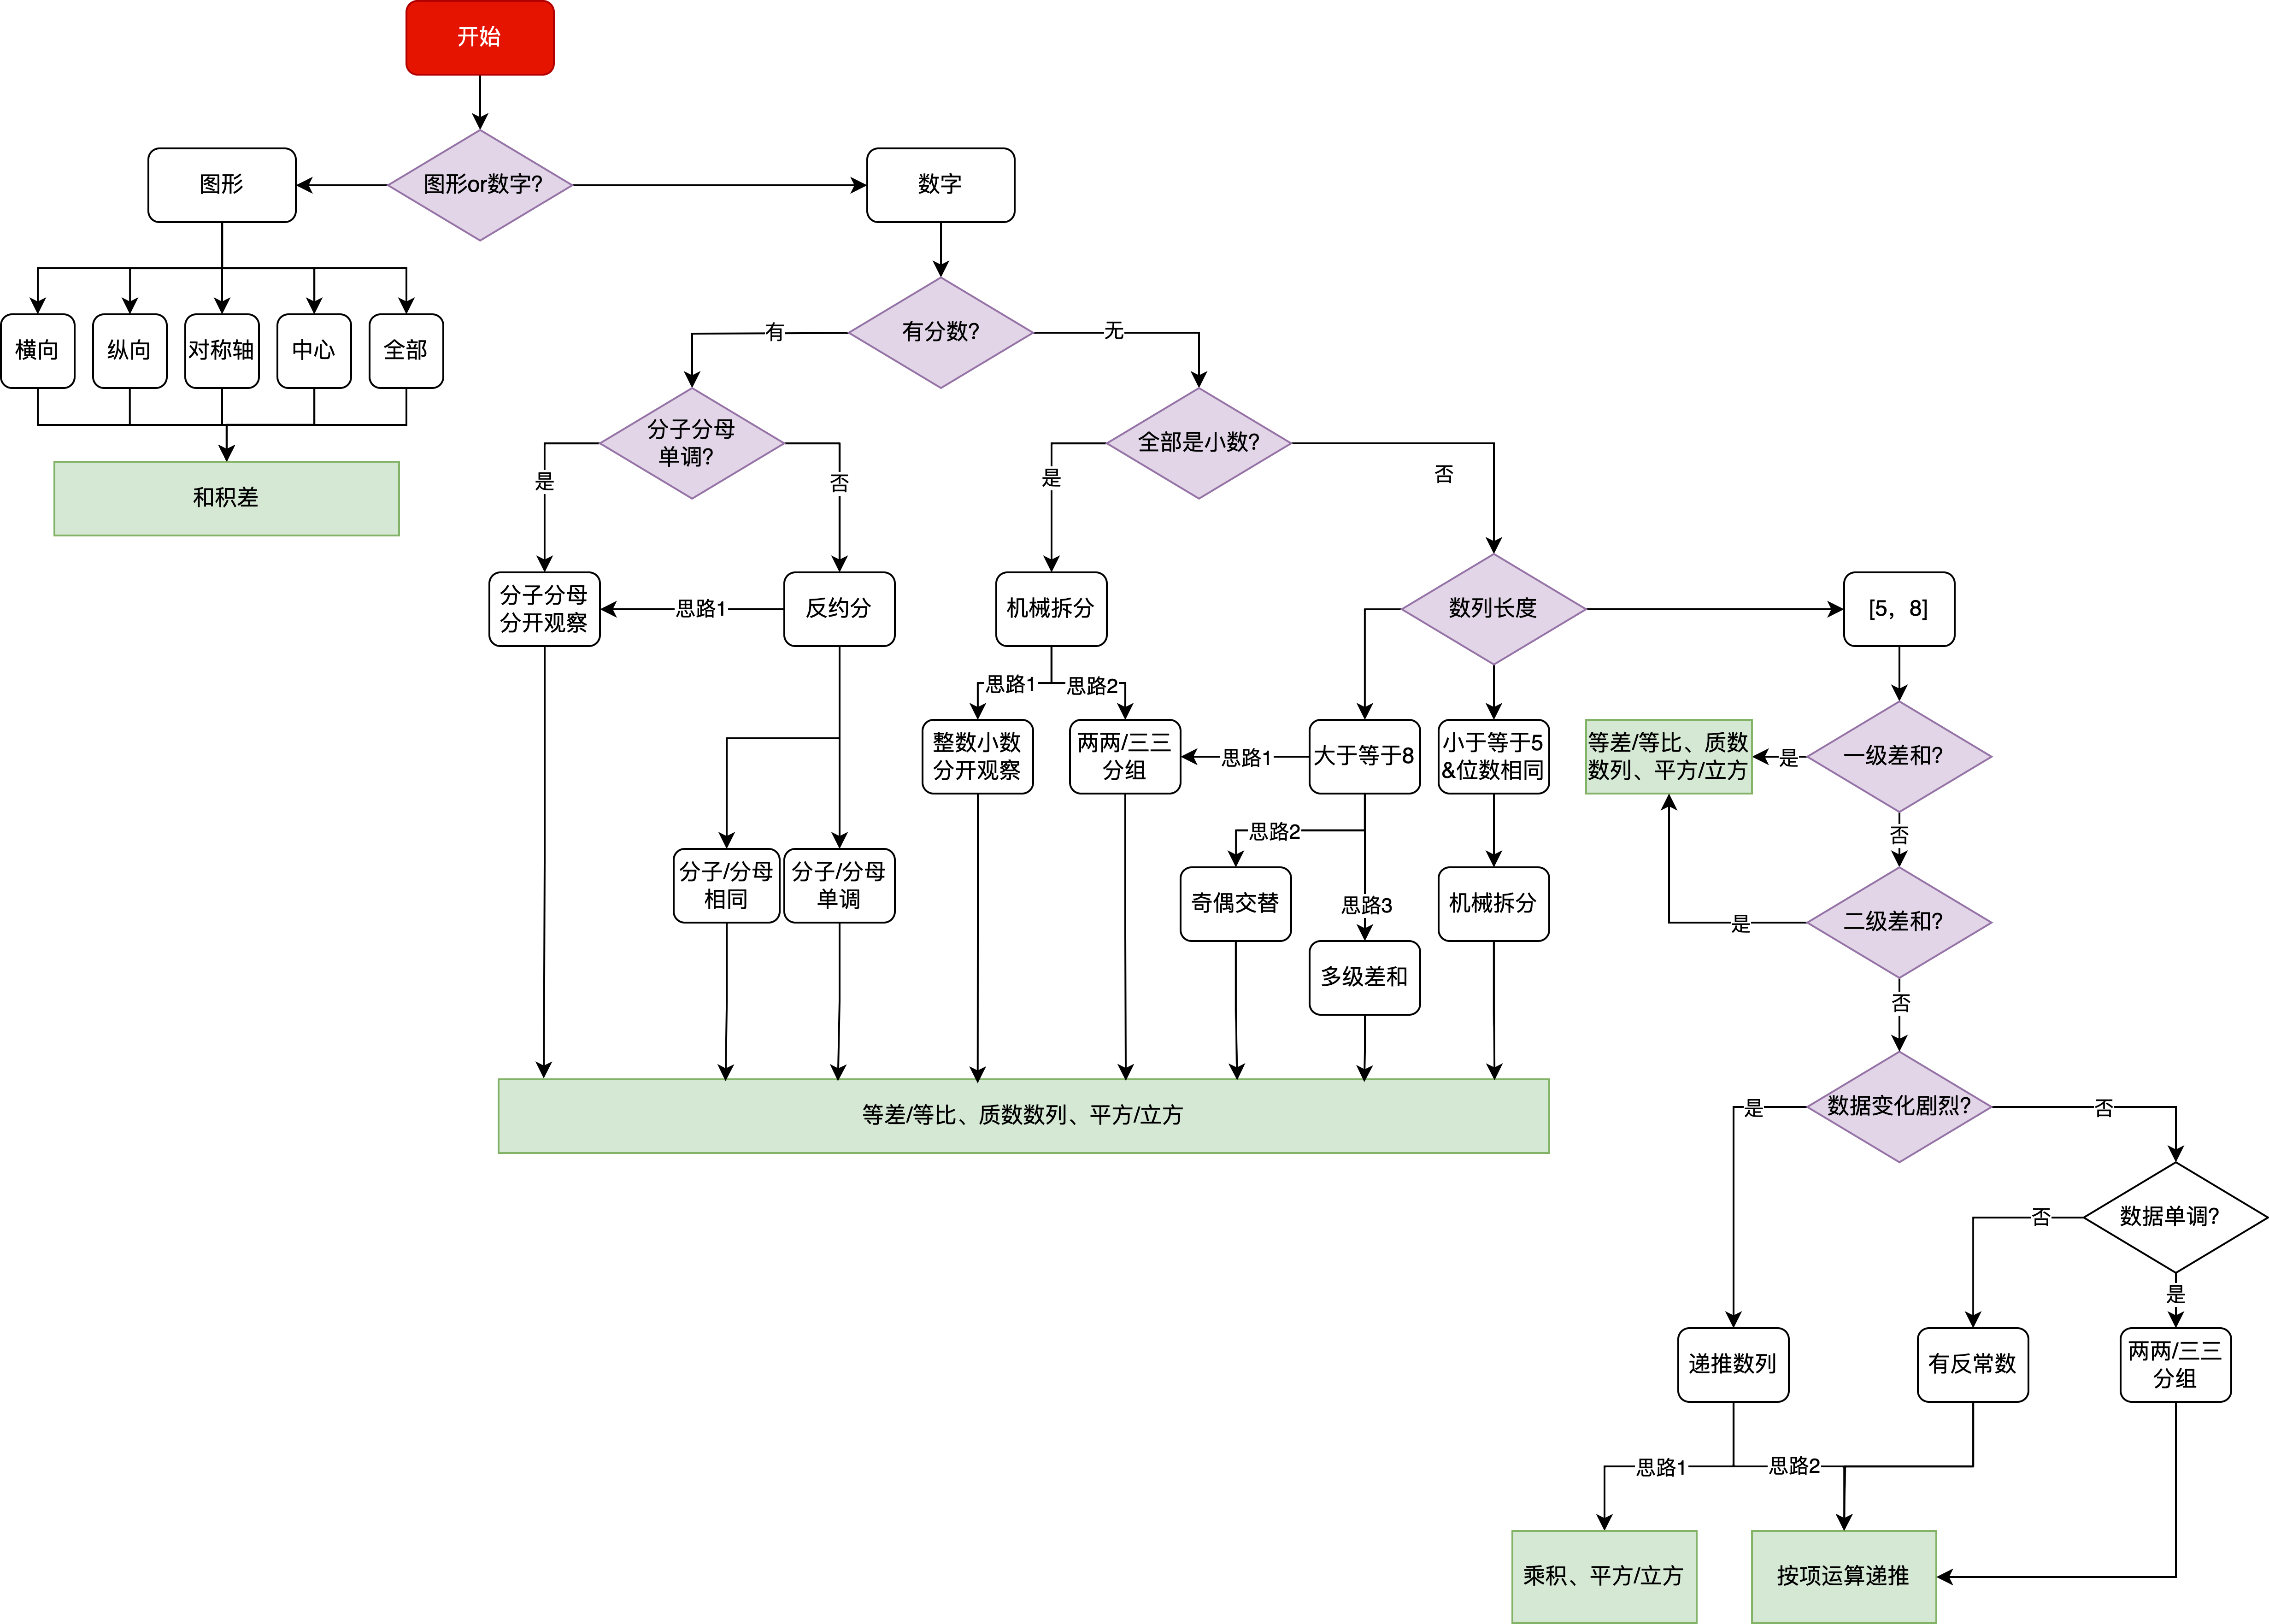 开始
图形
图形or数字?
数字
横向
纵向
对称轴
中心
全部
和积差
有分数?
有
无
分子分母
单调?
全部是小数?
是
否
是
否
分子分母
分开观察
思路1
反约分
机械拆分
数列长度
[5，8]
思路1
思路2
整数小数
分开观察
两两/三三
分组
思路1
大于等于8
小于等于5
&位数相同
等差/等比、质数
数列、平方/立方
是
一级差和?
否
思路2
分子/分母
相同
分子/分母
单调
奇偶交替
思路3
机械拆分
是
二级差和?
多级差和
否
等差/等比、质数数列、平方/立方
是
数据变化剧烈?
否
否
数据单调?
是
递推数列
有反常数
两两/三三
分组
思路1
思路2
乘积、平方/立方
按项运算递推